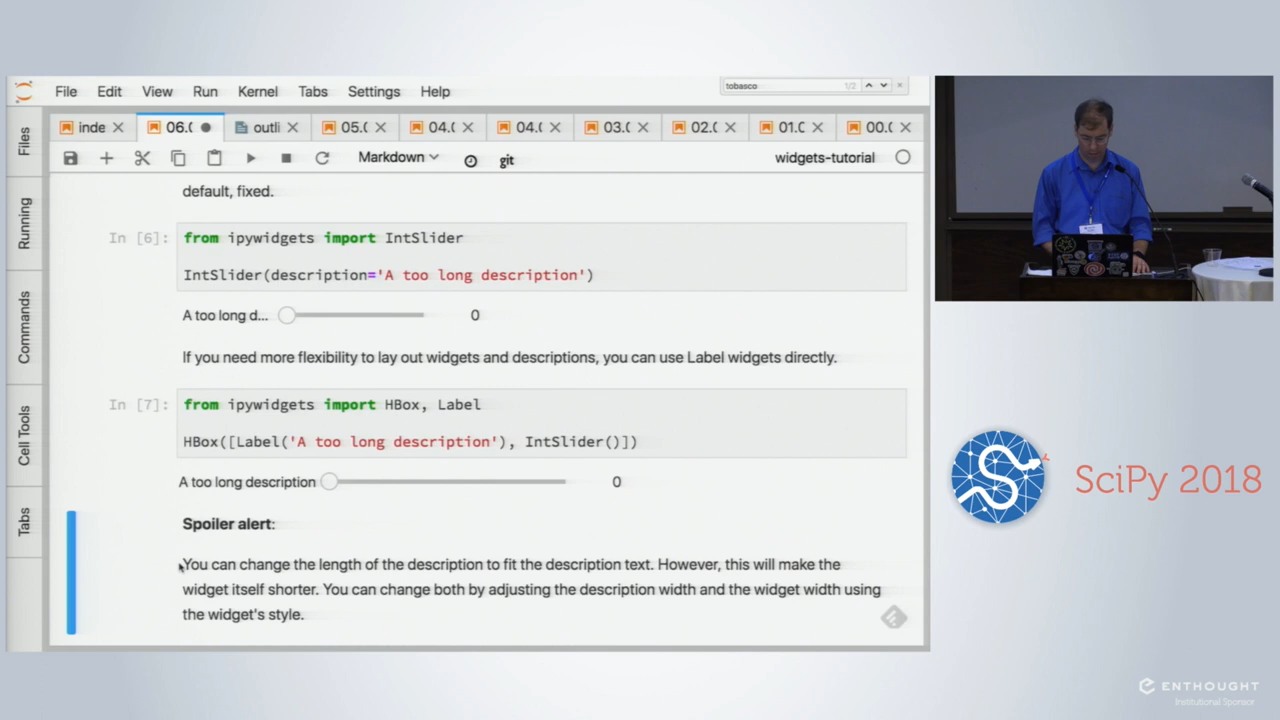 tobasco 1/2
File Edit View Run Kernel Tabs Settings Help
Files
Running
Commands
Cell Tools
Tabs
inde 06.( outli 05.( 04.( 04.( 03.( 02.( 01.( 00.(
Markdown git widgets-tutorial
default, fixed.
In [6]: from ipywidgets import IntSlider
IntSlider(description='A too long description')
A too long d... 0
If you need more flexibility to lay out widgets and descriptions, you can use Label widgets directly.
In [7]: from ipywidgets import HBox, Label
HBox([Label('A too long description'), IntSlider()])
A too long description 0
Spoiler alert:
You can change the length of the description to fit the description text. However, this will make the
widget itself shorter. You can change both by adjusting the description width and the widget width using
the widget's style.
SciPy 2018
ENTHOUGHT
Institutional Sponsor